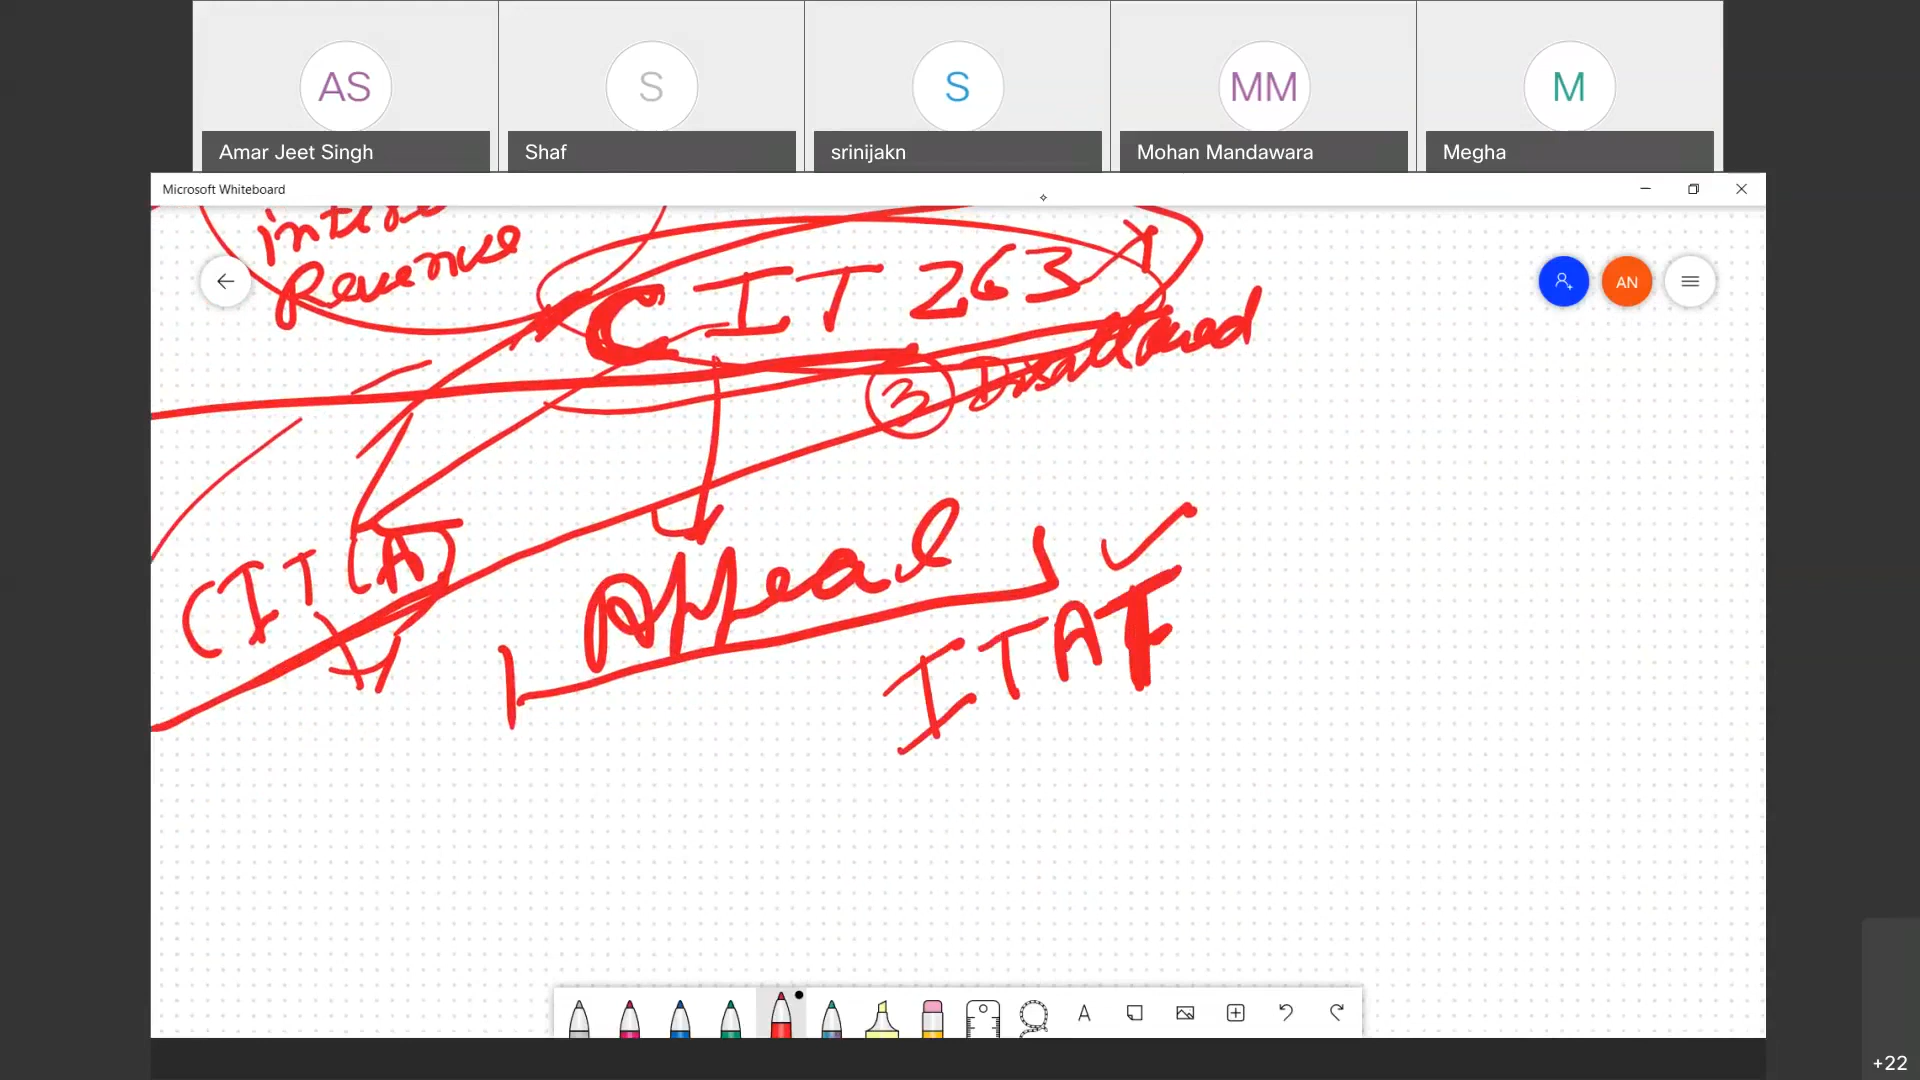 AS
S
S
MM
M
Amar Jeet Singh
Shaf
srinijakn
Mohan Mandawara
Megha
Microsoft Whiteboard
Revenue
CIT 263
3
AN
Appeal
CIT(A)
ITAT
A
+22